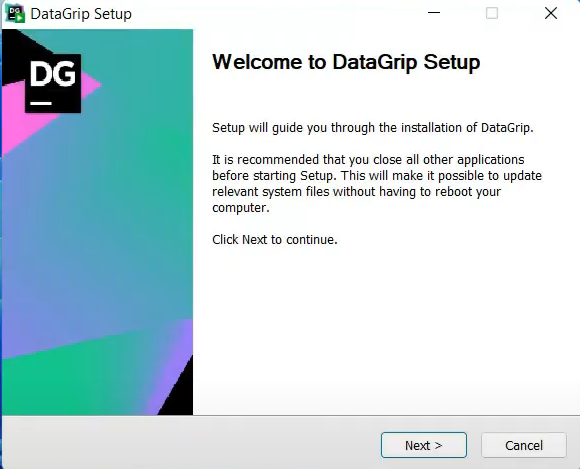 DataGrip Setup
DG
Welcome to DataGrip Setup
Setup will guide you through the installation of DataGrip.
It is recommended that you close all other applications
before starting Setup. This will make it possible to update
relevant system files without having to reboot your
computer.
Click Next to continue.
Next >
Cancel